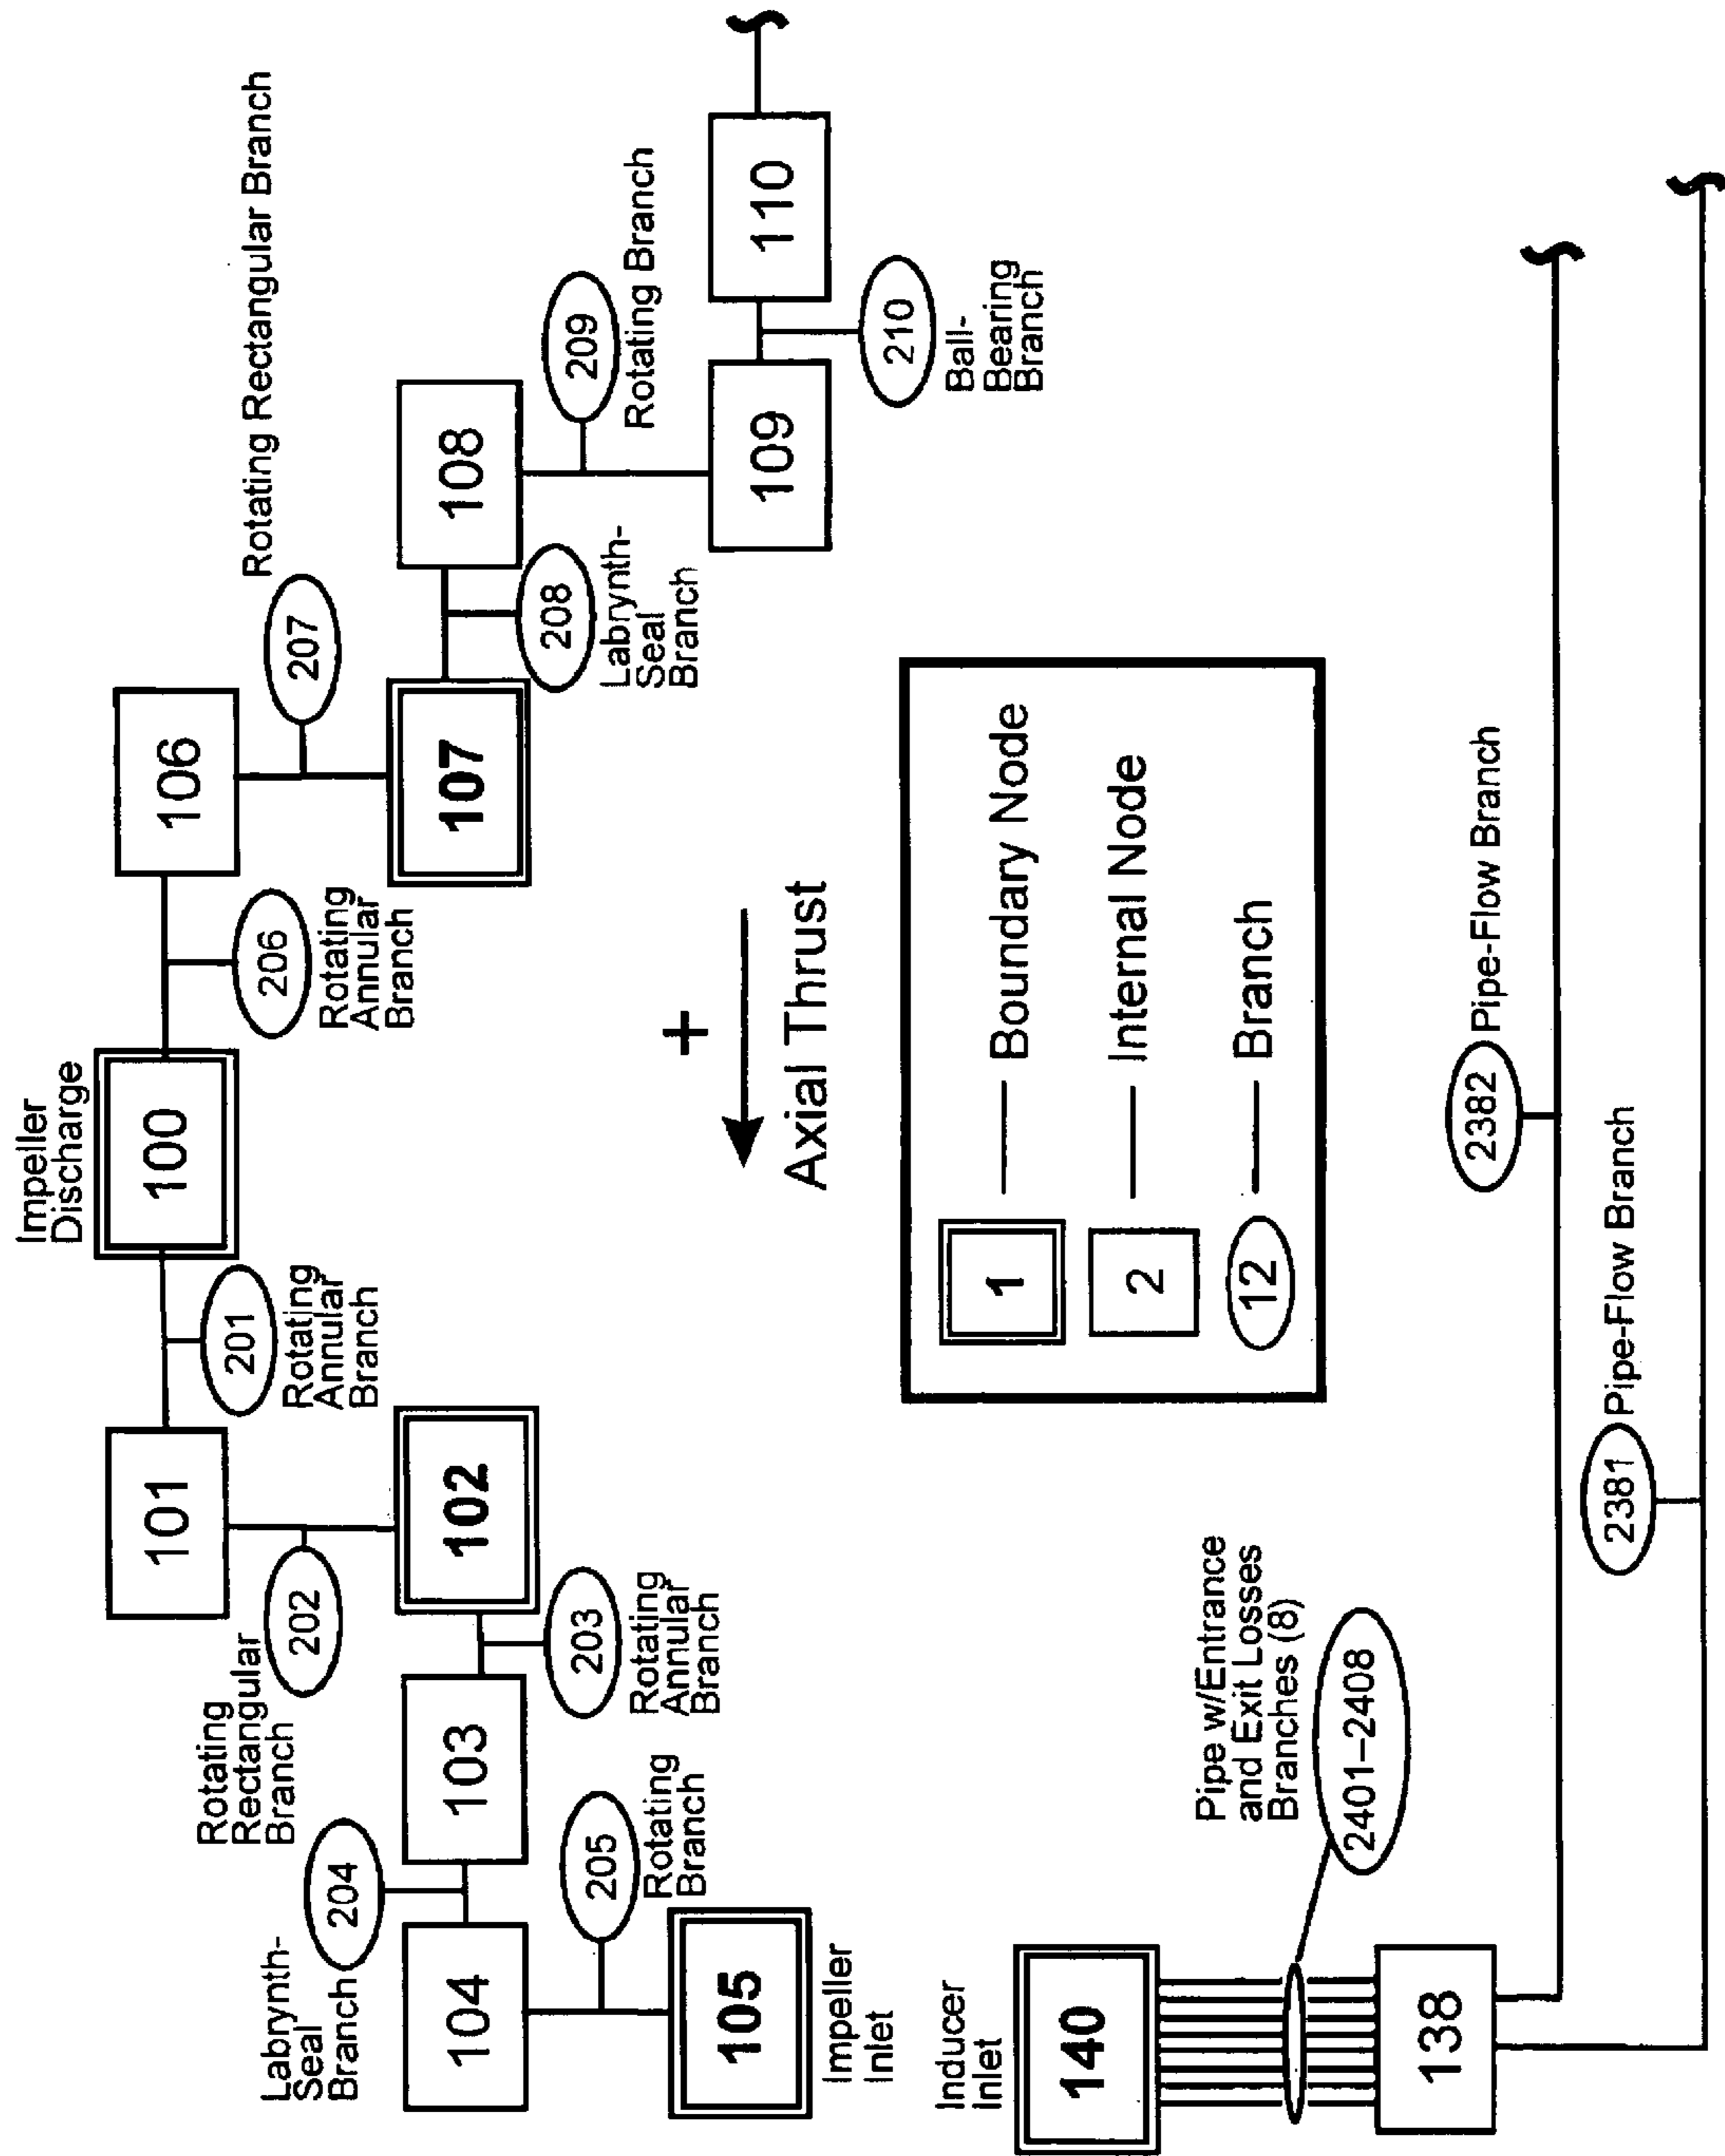 Impeller
Discharge
101
100
106
201
206
Rotating
Annular
Branch
Rotating
Annular
Branch
Rotating
Rectangular
Branch
202
207
Rotating Rectangular Branch
Labrynth-
Seal
Branch
204
104
103
102
107
108
203
Rotating
Annular
Branch
208
Labrynth-
Seal
Branch
205
Rotating
Branch
209
Rotating Branch
105
Impeller
Inlet
+
Axial Thrust
109
110
210
Ball-
Bearing
Branch
Inducer
Inlet
140
1
Boundary Node
2
Internal Node
12
Branch
Pipe w/Entrance
and Exit Losses
Branches (8)
2401–2408
138
2382
Pipe-Flow Branch
2381
Pipe-Flow Branch